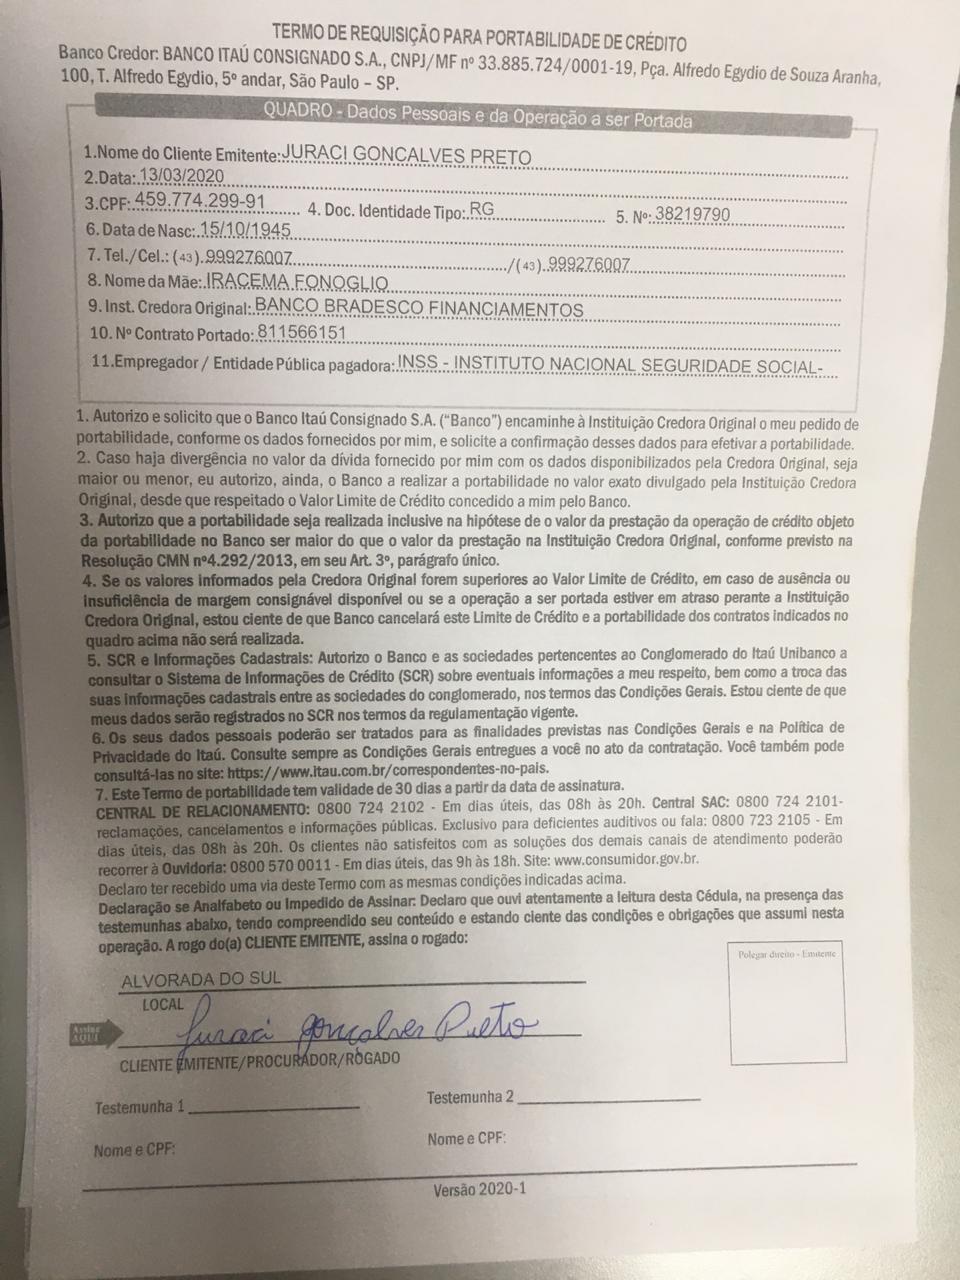 TERMO DE REQUISIÇÃO PARA PORTABILIDADE DE CRÉDITO
Banco Credor: BANCO ITAÚ CONSIGNADO S.A., CNPJ/MF nº 33.885.724/0001-19, Pça. Alfredo Egydio de Souza Aranha,
100, T. Alfredo Egydio, 5º andar, São Paulo – SP.
QUADRO - Dados Pessoais e da Operação a ser Portada
1.Nome do Cliente Emitente: JURACI GONCALVES PRETO
2.Data: 13/03/2020
3.CPF: 459.774.299-91 4. Doc. Identidade Tipo: RG 5. Nº: 38219790
6. Data de Nasc: 15/10/1945
7. Tel./Cel.: (43) 999276007 /(43) 999276007
8. Nome da Mãe: IRACEMA FONOGLIO
9. Inst. Credora Original: BANCO BRADESCO FINANCIAMENTOS
10. Nº Contrato Portado: 811566151
11.Empregador / Entidade Pública pagadora: INSS - INSTITUTO NACIONAL SEGURIDADE SOCIAL-
1. Autorizo e solicito que o Banco Itaú Consignado S.A. (“Banco”) encaminhe à Instituição Credora Original o meu pedido de
portabilidade, conforme os dados fornecidos por mim, e solicite a confirmação desses dados para efetivar a portabilidade.
2. Caso haja divergência no valor da dívida fornecido por mim com os dados disponibilizados pela Credora Original, seja
maior ou menor, eu autorizo, ainda, o Banco a realizar a portabilidade no valor exato divulgado pela Instituição Credora
Original, desde que respeitado o Valor Limite de Crédito concedido a mim pelo Banco.
3. Autorizo que a portabilidade seja realizada inclusive na hipótese de o valor da prestação da operação de crédito objeto
da portabilidade no Banco ser maior do que o valor da prestação na Instituição Credora Original, conforme previsto na
Resolução CMN nº4.292/2013, em seu Art. 3º, parágrafo único.
4. Se os valores informados pela Credora Original forem superiores ao Valor Limite de Crédito, em caso de ausência ou
insuficiência de margem consignável disponível ou se a operação a ser portada estiver em atraso perante a Instituição
Credora Original, estou ciente de que Banco cancelará este Limite de Crédito e a portabilidade dos contratos indicados no
quadro acima não será realizada.
5. SCR e Informações Cadastrais: Autorizo o Banco e as sociedades pertencentes ao Conglomerado do Itaú Unibanco a
consultar o Sistema de Informações de Crédito (SCR) sobre eventuais informações a meu respeito, bem como a troca das
suas informações cadastrais entre as sociedades do conglomerado, nos termos das Condições Gerais. Estou ciente de que
meus dados serão registrados no SCR nos termos da regulamentação vigente.
6. Os seus dados pessoais poderão ser tratados para as finalidades previstas nas Condições Gerais e na Política de
Privacidade do Itaú. Consulte sempre as Condições Gerais entregues a você no ato da contratação. Você também pode
consultá-las no site: https://www.itau.com.br/correspondentes-no-pais.
7. Este Termo de portabilidade tem validade de 30 dias a partir da data de assinatura.
CENTRAL DE RELACIONAMENTO: 0800 724 2102 - Em dias úteis, das 08h às 20h. Central SAC: 0800 724 2101-
reclamações, cancelamentos e informações públicas. Exclusivo para deficientes auditivos ou fala: 0800 723 2105 - Em
dias úteis, das 08h às 20h. Os clientes não satisfeitos com as soluções dos demais canais de atendimento poderão
recorrer à Ouvidoria: 0800 570 0011 - Em dias úteis, das 9h às 18h. Site: www.consumidor.gov.br.
Declaro ter recebido uma via deste Termo com as mesmas condições indicadas acima.
Declaração se Analfabeto ou Impedido de Assinar: Declaro que ouvi atentamente a leitura desta Cédula, na presença das
testemunhas abaixo, tendo compreendido seu conteúdo e estando ciente das condições e obrigações que assumi nesta
operação. A rogo do(a) CLIENTE EMITENTE, assina o rogado:
Polegar direito - Emitente
ALVORADA DO SUL
LOCAL
Assine AQUI
Juraci Gonçalves Preto
CLIENTE EMITENTE/PROCURADOR/ROGADO
Testemunha 1 Testemunha 2
Nome e CPF: Nome e CPF:
Versão 2020-1